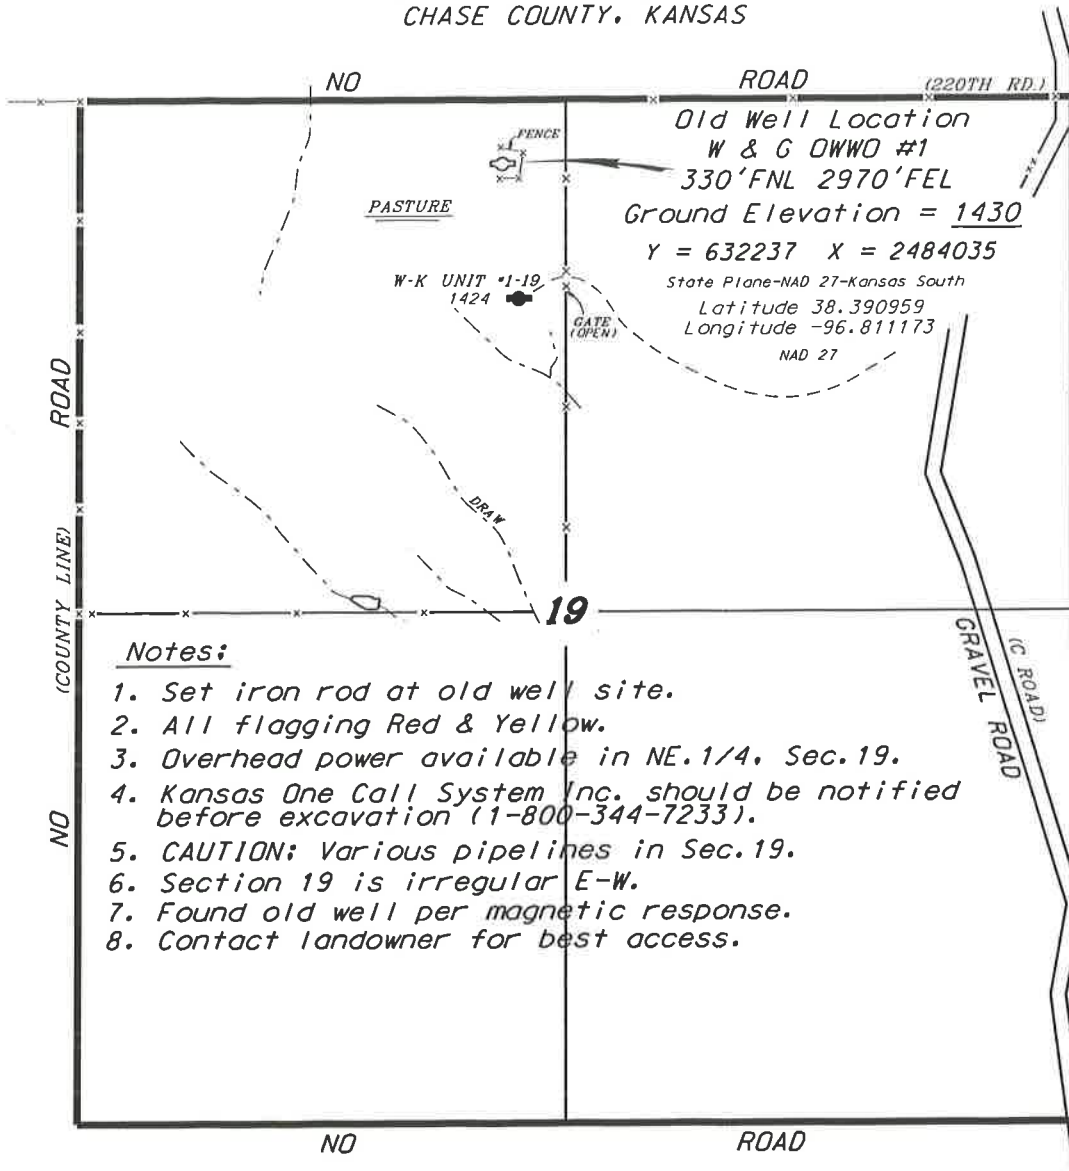 CHASE COUNTY, KANSAS
NO ROAD (220TH RD.)
Old Well Location
W & G OWWO #1
330'FNL 2970'FEL
Ground Elevation = 1430
Y = 632237 X = 2484035
State Plane-NAD 27-Kansas South
Latitude 38.390959
Longitude -96.811173
NAD 27
FENCE
PASTURE
W-K UNIT #1-19
1424
GATE
(OPEN)
ROAD
(COUNTY LINE)
NO
DRAW
19
GRAVEL ROAD
(C ROAD)
Notes:
1. Set iron rod at old well site.
2. All flagging Red & Yellow.
3. Overhead power available in NE.1/4, Sec.19.
4. Kansas One Call System Inc. should be notified
before excavation (1-800-344-7233).
5. CAUTION: Various pipelines in Sec.19.
6. Section 19 is irregular E-W.
7. Found old well per magnetic response.
8. Contact landowner for best access.
NO ROAD